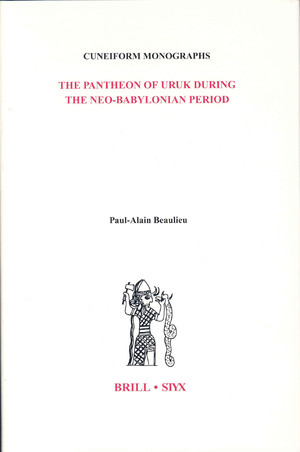 CUNEIFORM MONOGRAPHS
THE PANTHEON OF URUK DURING
THE NEO-BABYLONIAN PERIOD
Paul-Alain Beaulieu
BRILL • STYX